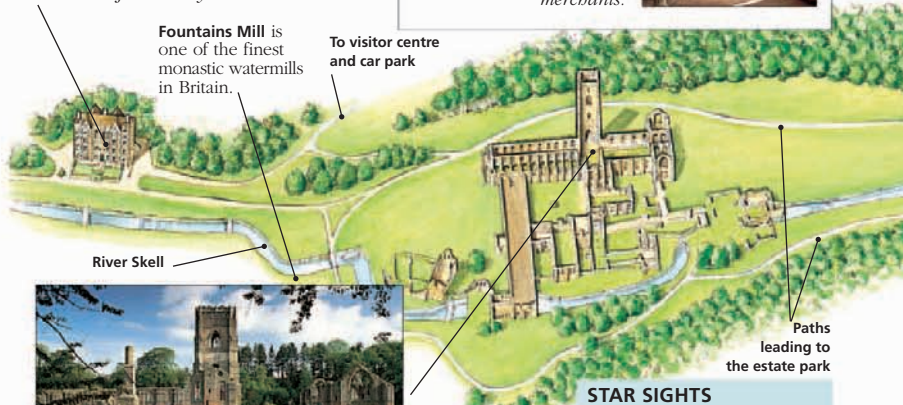 merchants.
Fountains Mill is
one of the finest
monastic watermills
in Britain.
To visitor centre
and car park
River Skell
Paths
leading to
the estate park
STAR SIGHTS